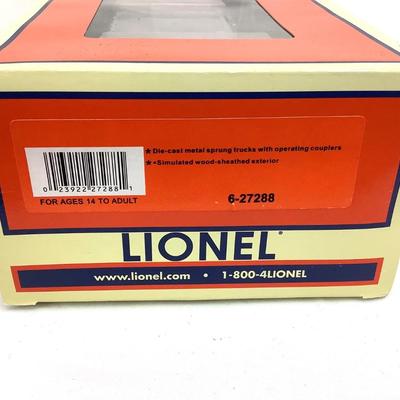 ★ Die-cast metal sprung trucks with operating couplers
★ •Simulated wood-sheathed exterior
0 23922 27288 1
FOR AGES 14 TO ADULT
6-27288
LIONEL®
www.lionel.com • 1-800-4LIONEL